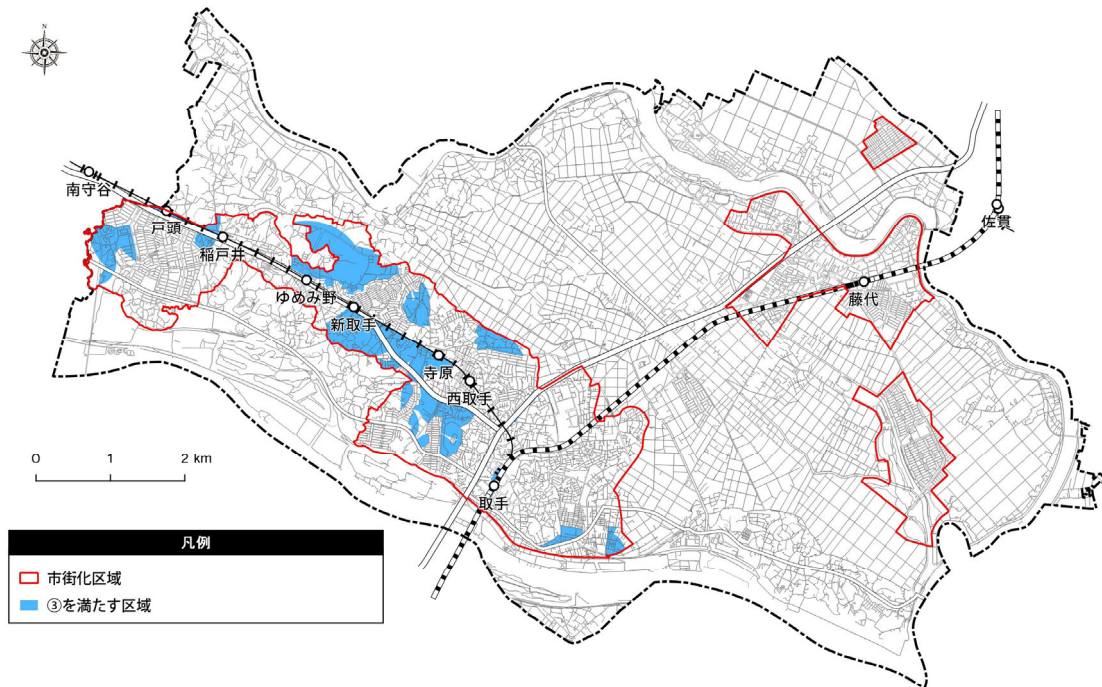 N
南守谷
戸頭
稲戸井
ゆめみ野
新取手
寺原
西取手
取手
藤代
佐貫
0 1 2 km
凡例
市街化区域
③を満たす区域